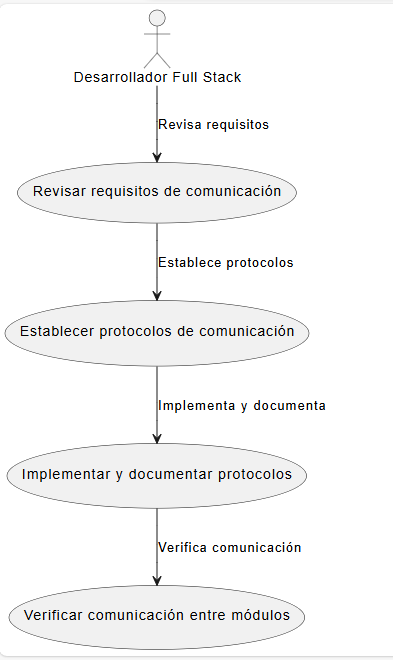 Desarrollador Full Stack
Revisa requisitos
Revisar requisitos de comunicación
Establece protocolos
Establecer protocolos de comunicación
Implementa y documenta
Implementar y documentar protocolos
Verifica comunicación
Verificar comunicación entre módulos